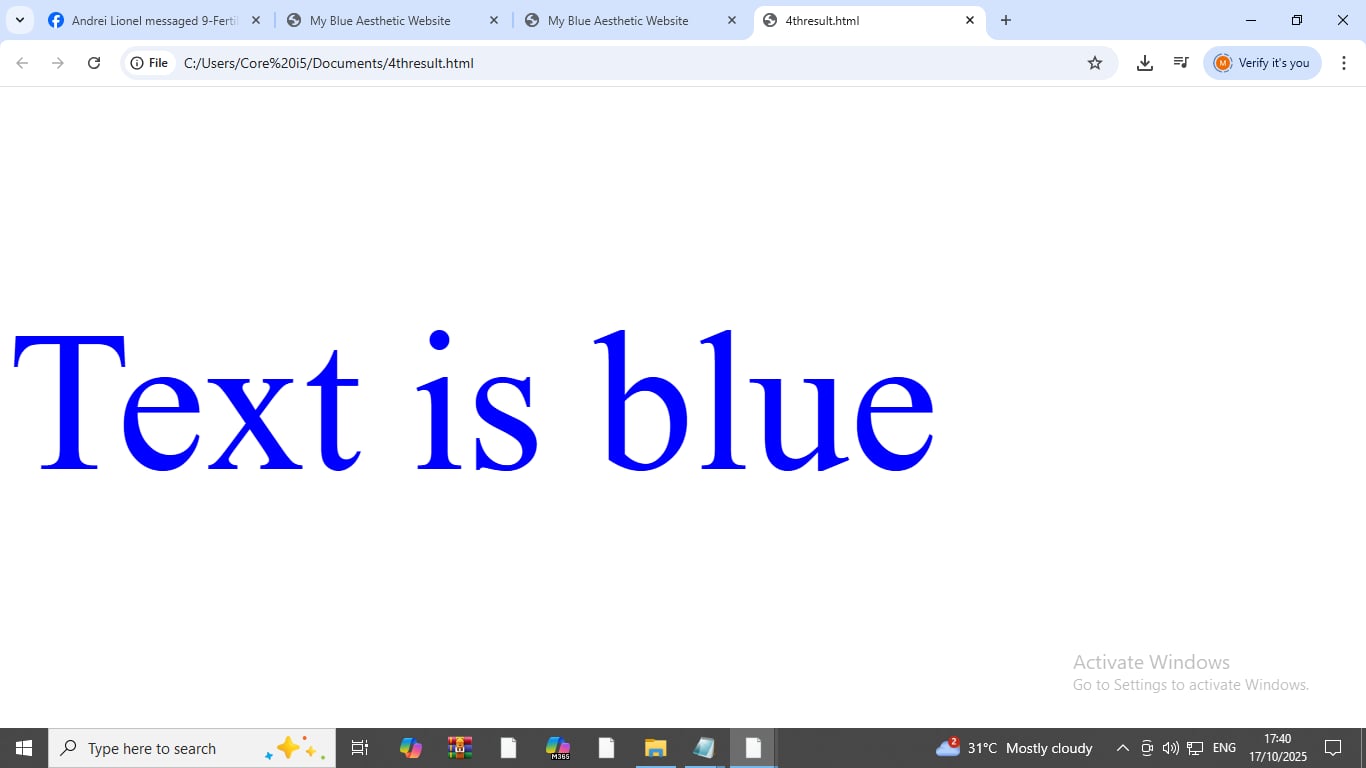 Andrei Lionel messaged 9-Ferti
My Blue Aesthetic Website
My Blue Aesthetic Website
4thresult.html
File
C:/Users/Core%20i5/Documents/4thresult.html
M
Verify it's you
Text is blue
Activate Windows
Go to Settings to activate Windows.
Type here to search
M365
2
31°C Mostly cloudy
ENG
17:40
17/10/2025